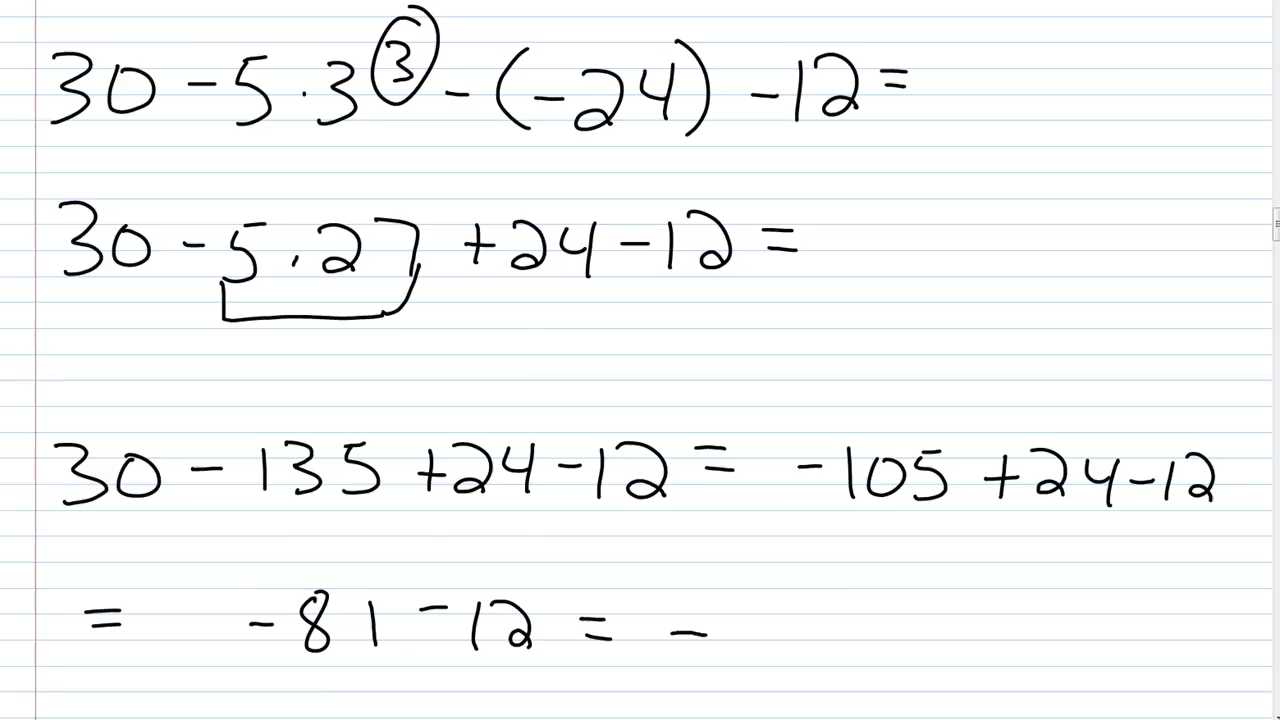 30 - 5 · 3³ - (-24) - 12 =
30 - 5 · 27 + 24 - 12 =
30 - 135 + 24 - 12 = -105 + 24 - 12
= -81 - 12 = -